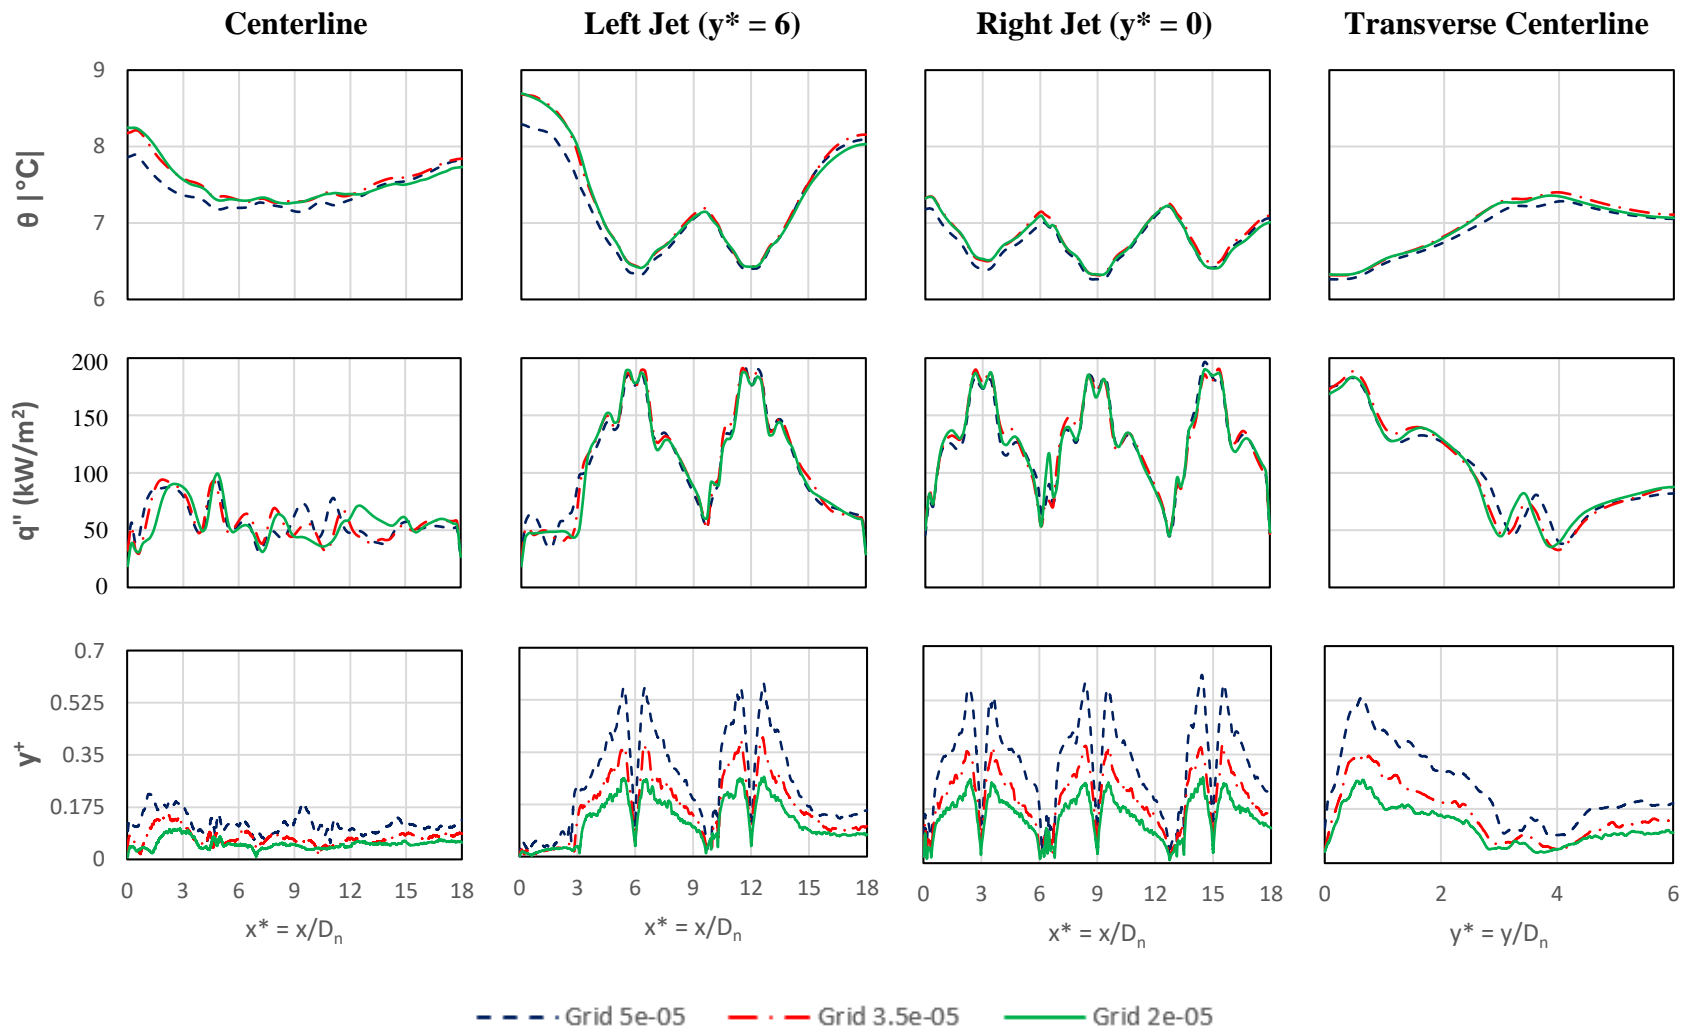 Centerline
Left Jet (y* = 6)
Right Jet (y* = 0)
Transverse Centerline
θ |°C|
9
8
7
6
q" (kW/m²)
200
150
100
50
0
y⁺
0.7
0.525
0.35
0.175
0
0 3 6 9 12 15 18
x* = x/Dₙ
0 3 6 9 12 15 18
x* = x/Dₙ
0 3 6 9 12 15 18
x* = x/Dₙ
0 2 4 6
y* = y/Dₙ
Grid 5e-05 Grid 3.5e-05 Grid 2e-05